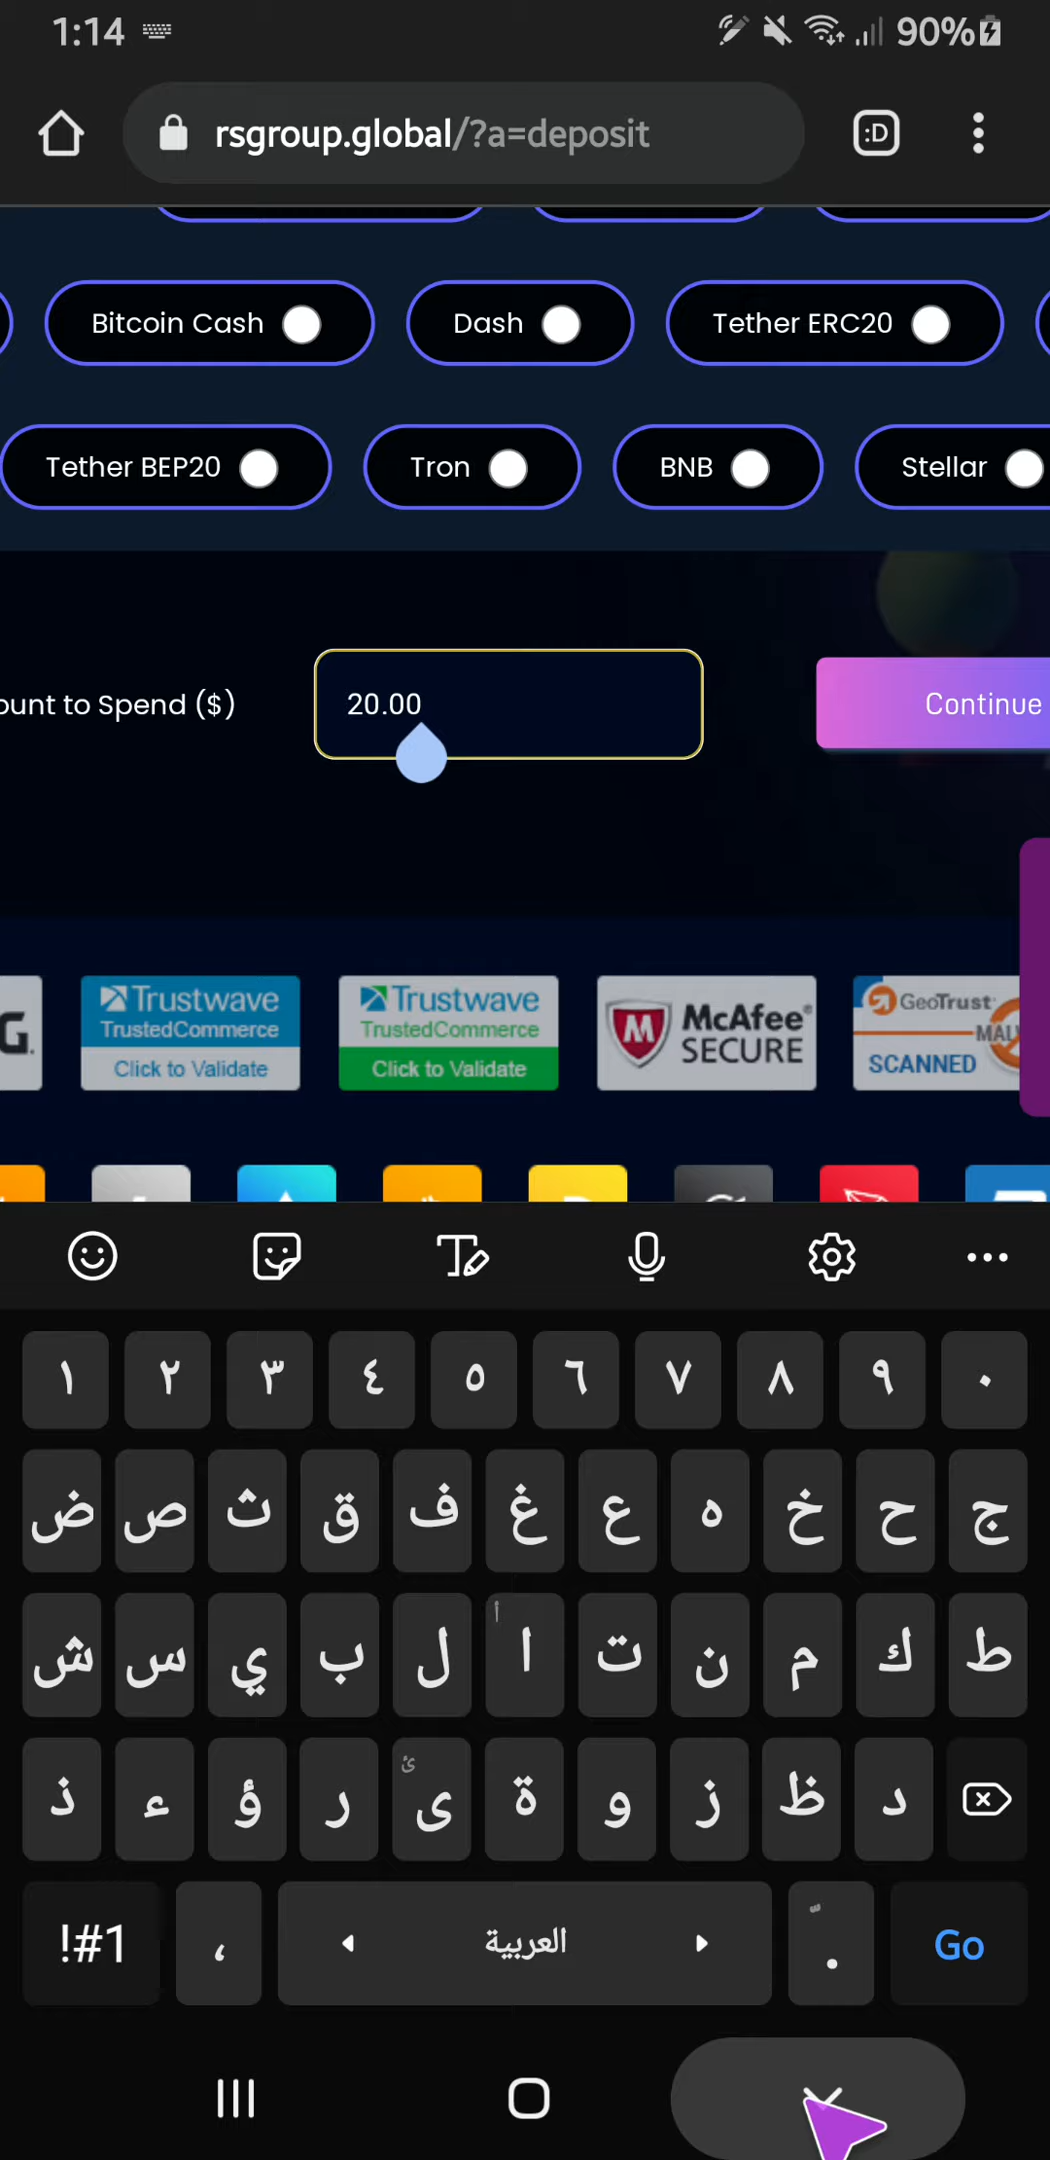 1:14 90%
rsgroup.global/?a=deposit :D
Bitcoin Cash Dash Tether ERC20
Tether BEP20 Tron BNB Stellar
ount to Spend ($) 20.00 Continue
G. Trustwave Trustwave McAfee® GeoTrust
TrustedCommerce TrustedCommerce SECURE MAL
Click to Validate Click to Validate SCANNED
١ ٢ ٣ ٤ ٥ ٦ ٧ ٨ ٩ ٠
ض ص ث ق ف غ ع ه خ ح ج
ش س ي ب ل ا أ ت ن م ك ط
ذ ء ؤ ر ى ئ ة و ز ظ د
!#1 ، العربية . Go